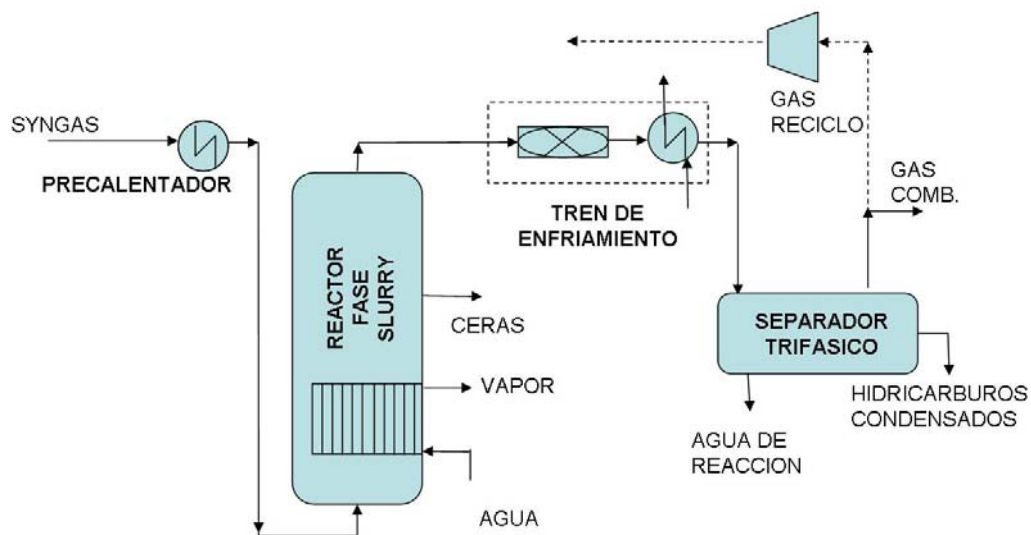 SYNGAS
PRECALENTADOR
REACTOR
FASE
SLURRY
CERAS
VAPOR
AGUA
TREN DE
ENFRIAMIENTO
GAS
RECICLO
GAS
COMB.
SEPARADOR
TRIFASICO
HIDRICARBUROS
CONDENSADOS
AGUA DE
REACCION